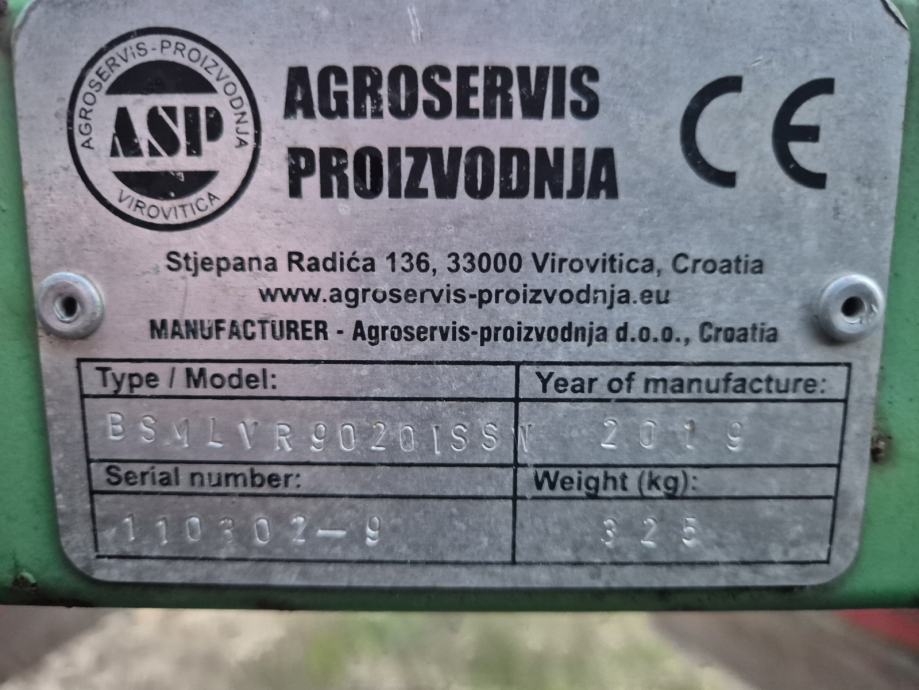 AGROSERVIS-PROIZVODNJA
ASP
VIROVITICA
AGROSERVIS
PROIZVODNJA
CE
Stjepana Radića 136, 33000 Virovitica, Croatia
www.agroservis-proizvodnja.eu
MANUFACTURER - Agroservis-proizvodnja d.o.o., Croatia
Type / Model:
Year of manufacture:
2019
Serial number:
Weight (kg):
110302-9
325